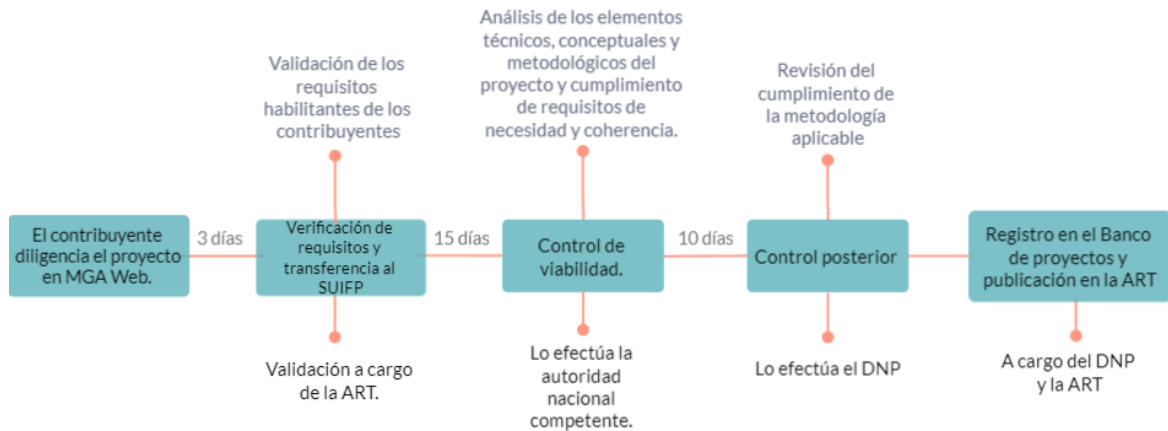 Validación de los
requisitos
habilitantes de los
contribuyentes
Análisis de los elementos
técnicos, conceptuales y
metodológicos del
proyecto y cumplimiento
de requisitos de
necesidad y coherencia.
Revisión del
cumplimiento de
la metodología
aplicable
El contribuyente
diligencia el proyecto
en MGA Web.
3 días
Verificación de
requisitos y
transferencia al
SUIFP
15 días
Control de
viabilidad.
10 días
Control posterior
Registro en el Banco
de proyectos y
publicación en la ART
Validación a cargo
de la ART.
Lo efectúa la
autoridad
nacional
competente.
Lo efectúa el DNP
A cargo del DNP
y la ART